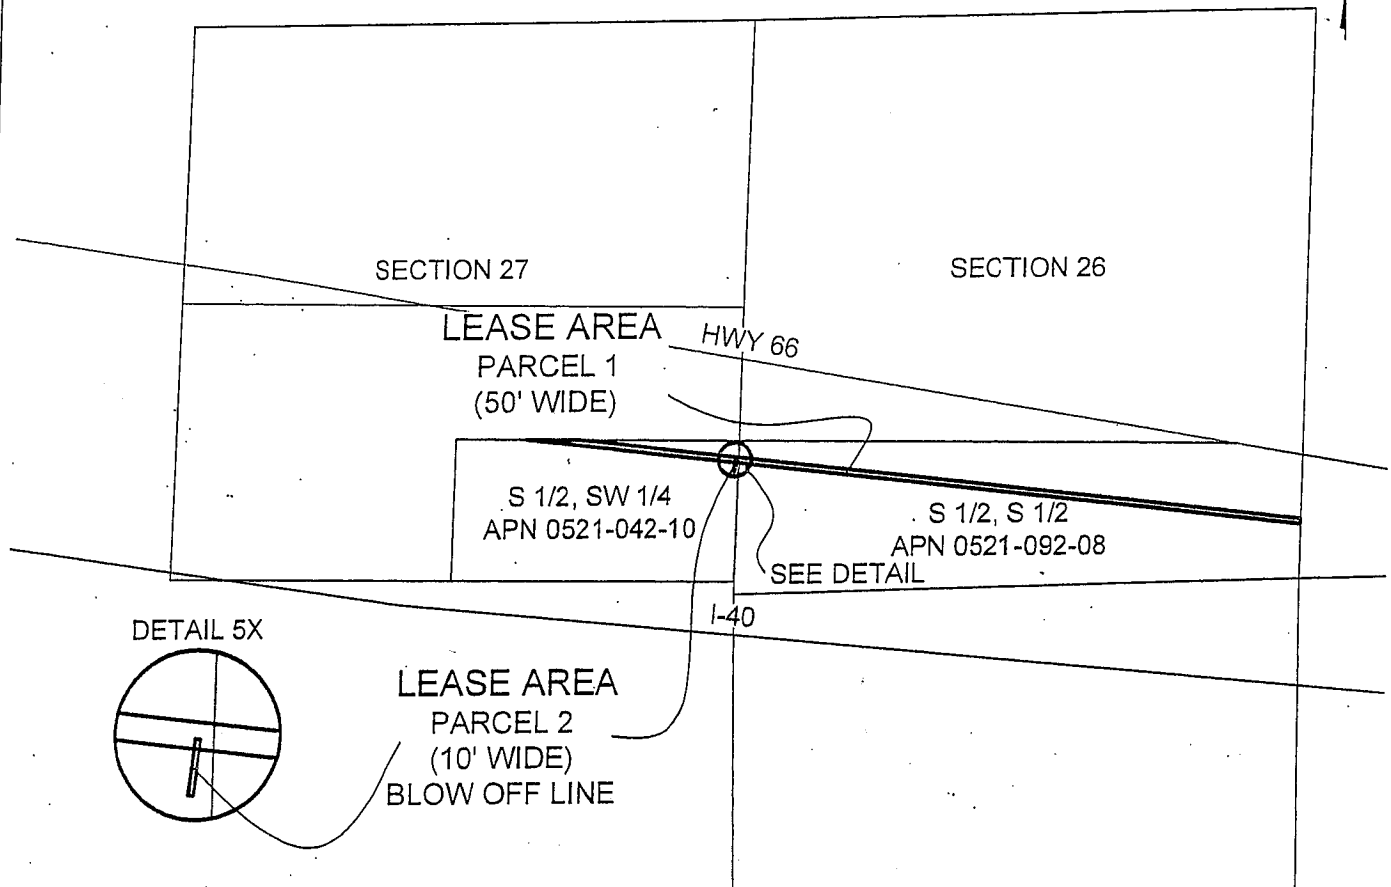 SECTION 27
SECTION 26
LEASE AREA
PARCEL 1
(50' WIDE)
HWY 66
S 1/2, SW 1/4
APN 0521-042-10
S 1/2, S 1/2
APN 0521-092-08
SEE DETAIL
I-40
DETAIL 5X
LEASE AREA
PARCEL 2
(10' WIDE)
BLOW OFF LINE